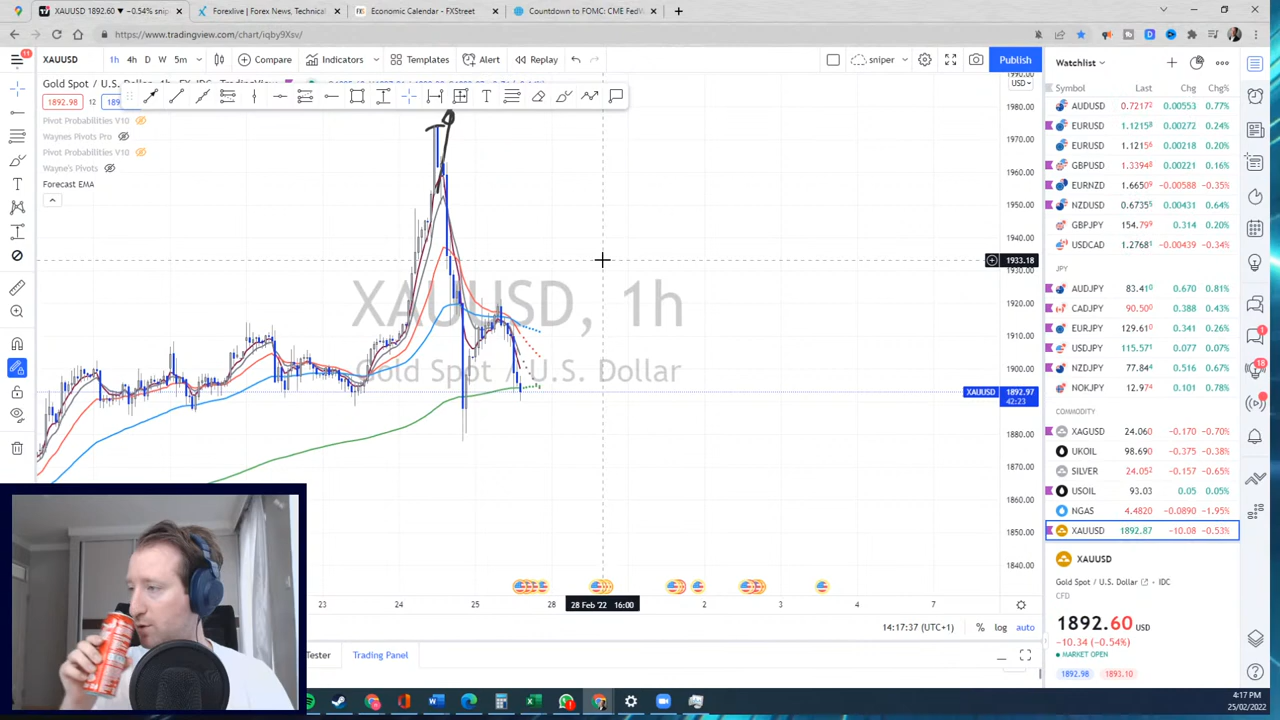 XAUUSD 1892.60 ▼ −0.54% snip
Forexlive | Forex News, Technical
Economic Calendar - FXStreet
Countdown to FOMC: CME FedW
https://www.tradingview.com/chart/iqby9Xsv/
11
XAUUSD
1h 4h D W 5m
Compare
Indicators
Templates
Alert
Replay
sniper
Publish
Gold Spot / U.S. Do
1892.98
12
Pivot Probabilities V10
Waynes Pivots Pro
Pivot Probabilities V10
Wayne's Pivots
Forecast EMA
XAUUSD, 1h
Gold Spot / U.S. Dollar
USD
1980.00
1970.00
1960.00
1950.00
1940.00
1933.18
1930.00
1920.00
1910.00
1900.00
XAUUSD 1892.97
42:23
1880.00
1870.00
1860.00
1850.00
1840.00
23 24 25 28 28 Feb '22 16:00 2 3 4 7
14:17:37 (UTC+1)
% log auto
Tester
Trading Panel
Watchlist
Symbol Last Chg Chg%
AUDUSD 0.72172 0.00553 0.77%
EURUSD 1.12158 0.00272 0.24%
EURUSD 1.12156 0.00218 0.20%
GBPUSD 1.33948 0.00221 0.16%
EURNZD 1.66509 −0.00588 −0.35%
NZDUSD 0.67355 0.00431 0.64%
GBPJPY 154.799 0.314 0.20%
USDCAD 1.27681 −0.00439 −0.34%
JPY
AUDJPY 83.410 0.670 0.81%
CADJPY 90.500 0.388 0.43%
EURJPY 129.610 0.341 0.26%
USDJPY 115.571 0.077 0.07%
NZDJPY 77.844 0.516 0.67%
NOKJPY 12.974 0.101 0.78%
COMMODITY
XAGUSD 24.060 −0.170 −0.70%
UKOIL 98.690 −0.375 −0.38%
SILVER 24.052 −0.157 −0.65%
USOIL 93.03 0.05 0.05%
NGAS 4.4820 −0.0890 −1.95%
XAUUSD 1892.87 −10.08 −0.53%
XAUUSD
Gold Spot / U.S. Dollar IDC
CFD
1892.60 USD
−10.34 (−0.54%)
MARKET OPEN
1892.98
1893.10
18
4:17 PM
25/02/2022